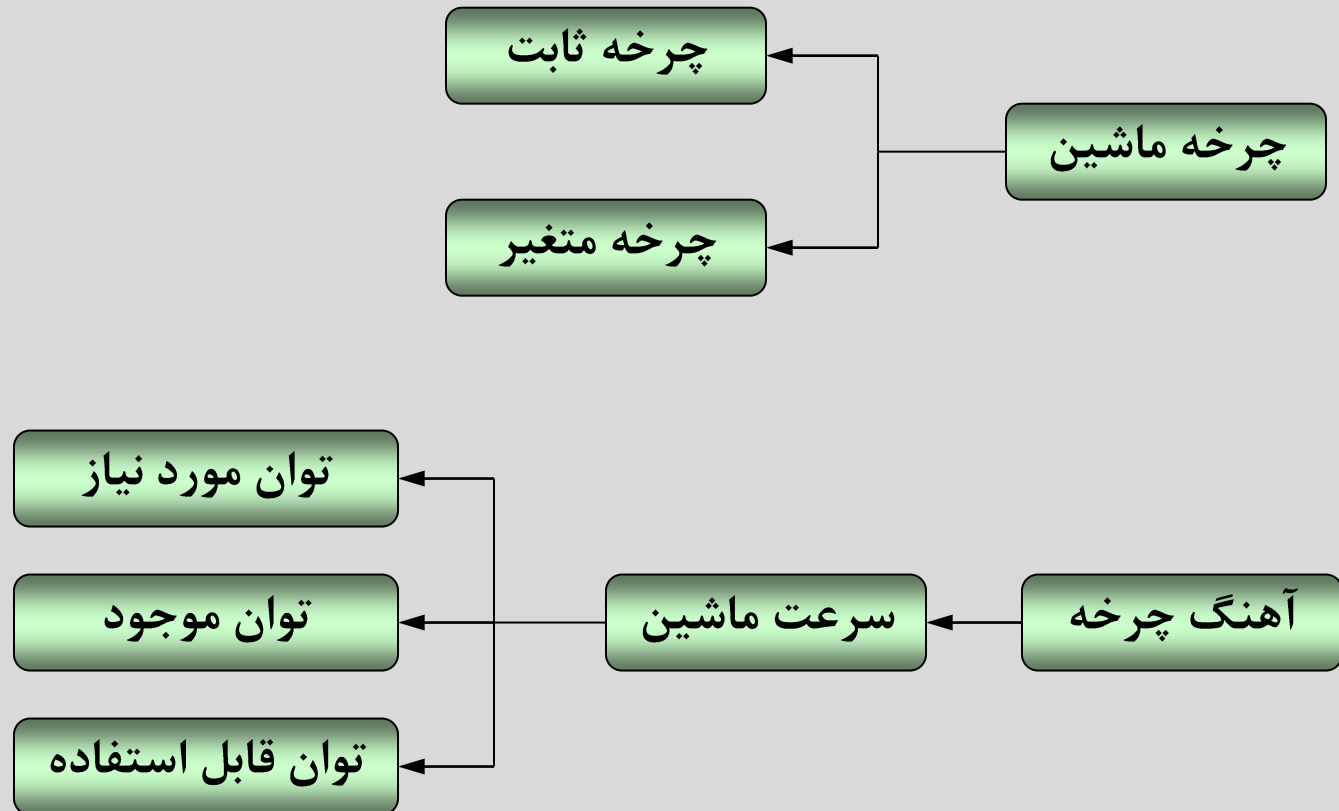 چرخه ماشین
چرخه ثابت
چرخه متغیر
آهنگ چرخه
سرعت ماشین
توان مورد نیاز
توان موجود
توان قابل استفاده